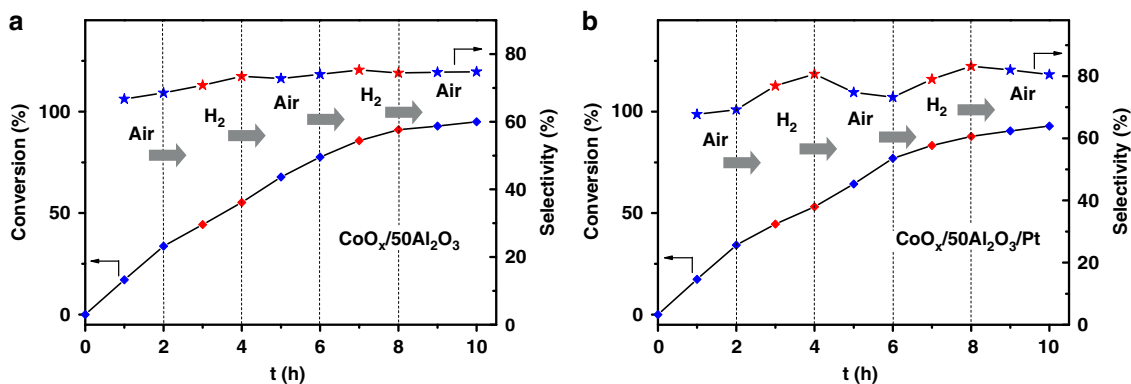 a
Conversion (%)
100
50
0
Air
H₂
Air
H₂
Air
CoOₓ/50Al₂O₃
80
60
40
20
0
Selectivity (%)
0 2 4 6 8 10
t (h)
b
Conversion (%)
100
50
0
Air
H₂
Air
H₂
Air
CoOₓ/50Al₂O₃/Pt
80
60
40
20
0
Selectivity (%)
0 2 4 6 8 10
t (h)